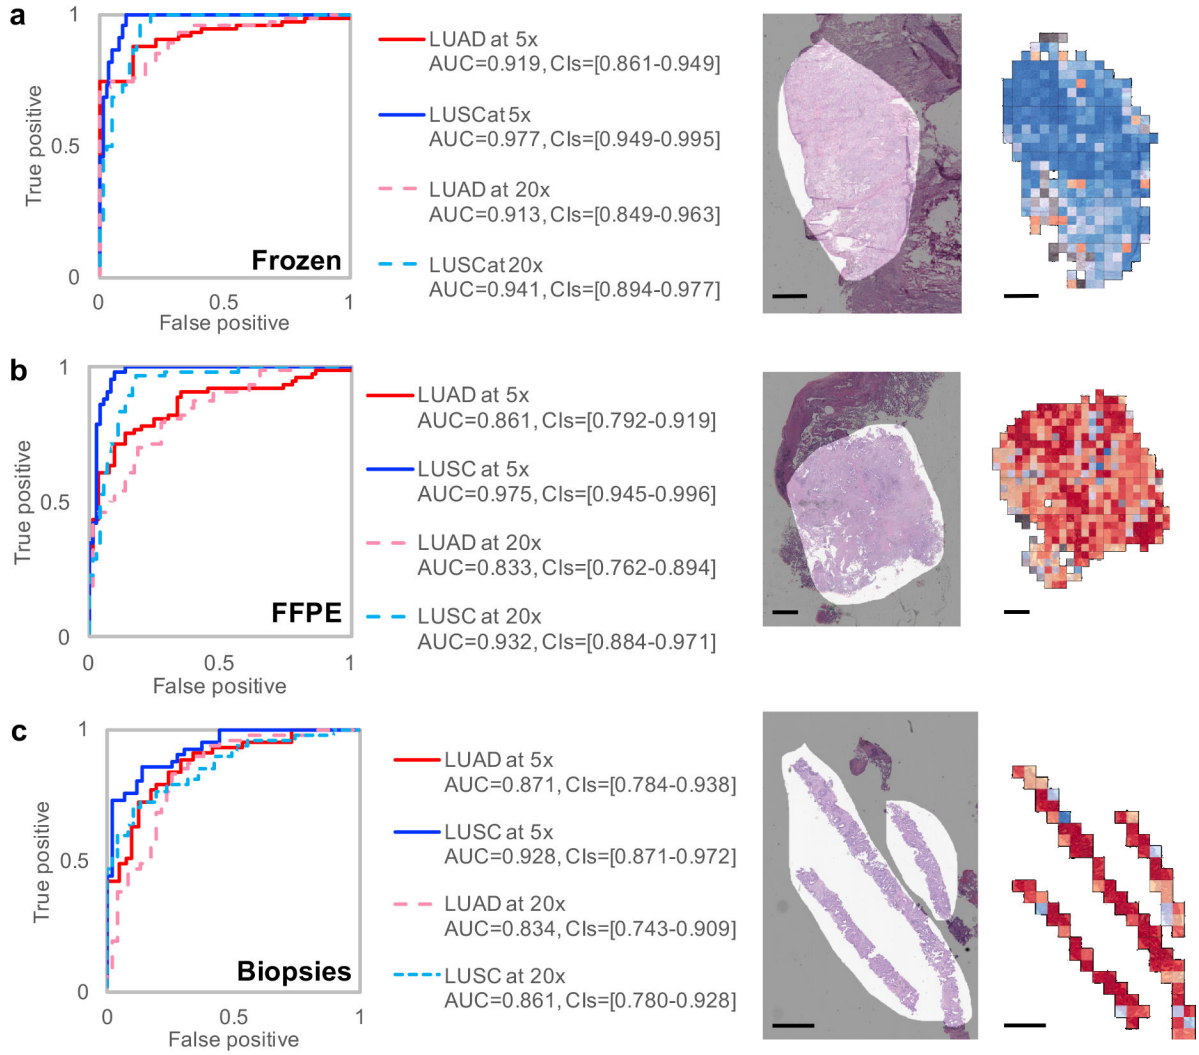 a
1
0.5
0
True positive
Frozen
0 0.5 1
False positive
LUAD at 5x
AUC=0.919, CIs=[0.861-0.949]
LUSCat 5x
AUC=0.977, CIs=[0.949-0.995]
LUAD at 20x
AUC=0.913, CIs=[0.849-0.963]
LUSCat 20x
AUC=0.941, CIs=[0.894-0.977]
b
1
0.5
0
True positive
FFPE
0 0.5 1
False positive
LUAD at 5x
AUC=0.861, CIs=[0.792-0.919]
LUSC at 5x
AUC=0.975, CIs=[0.945-0.996]
LUAD at 20x
AUC=0.833, CIs=[0.762-0.894]
LUSC at 20x
AUC=0.932, CIs=[0.884-0.971]
c
1
0.5
0
True positive
Biopsies
0 0.5 1
False positive
LUAD at 5x
AUC=0.871, CIs=[0.784-0.938]
LUSC at 5x
AUC=0.928, CIs=[0.871-0.972]
LUAD at 20x
AUC=0.834, CIs=[0.743-0.909]
LUSC at 20x
AUC=0.861, CIs=[0.780-0.928]